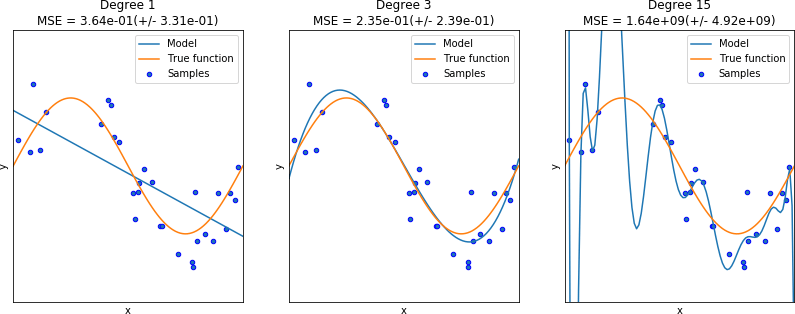 Degree 1
MSE = 3.64e-01(+/- 3.31e-01)
Model
True function
Samples
y
x
Degree 3
MSE = 2.35e-01(+/- 2.39e-01)
Model
True function
Samples
y
x
Degree 15
MSE = 1.64e+09(+/- 4.92e+09)
Model
True function
Samples
y
x